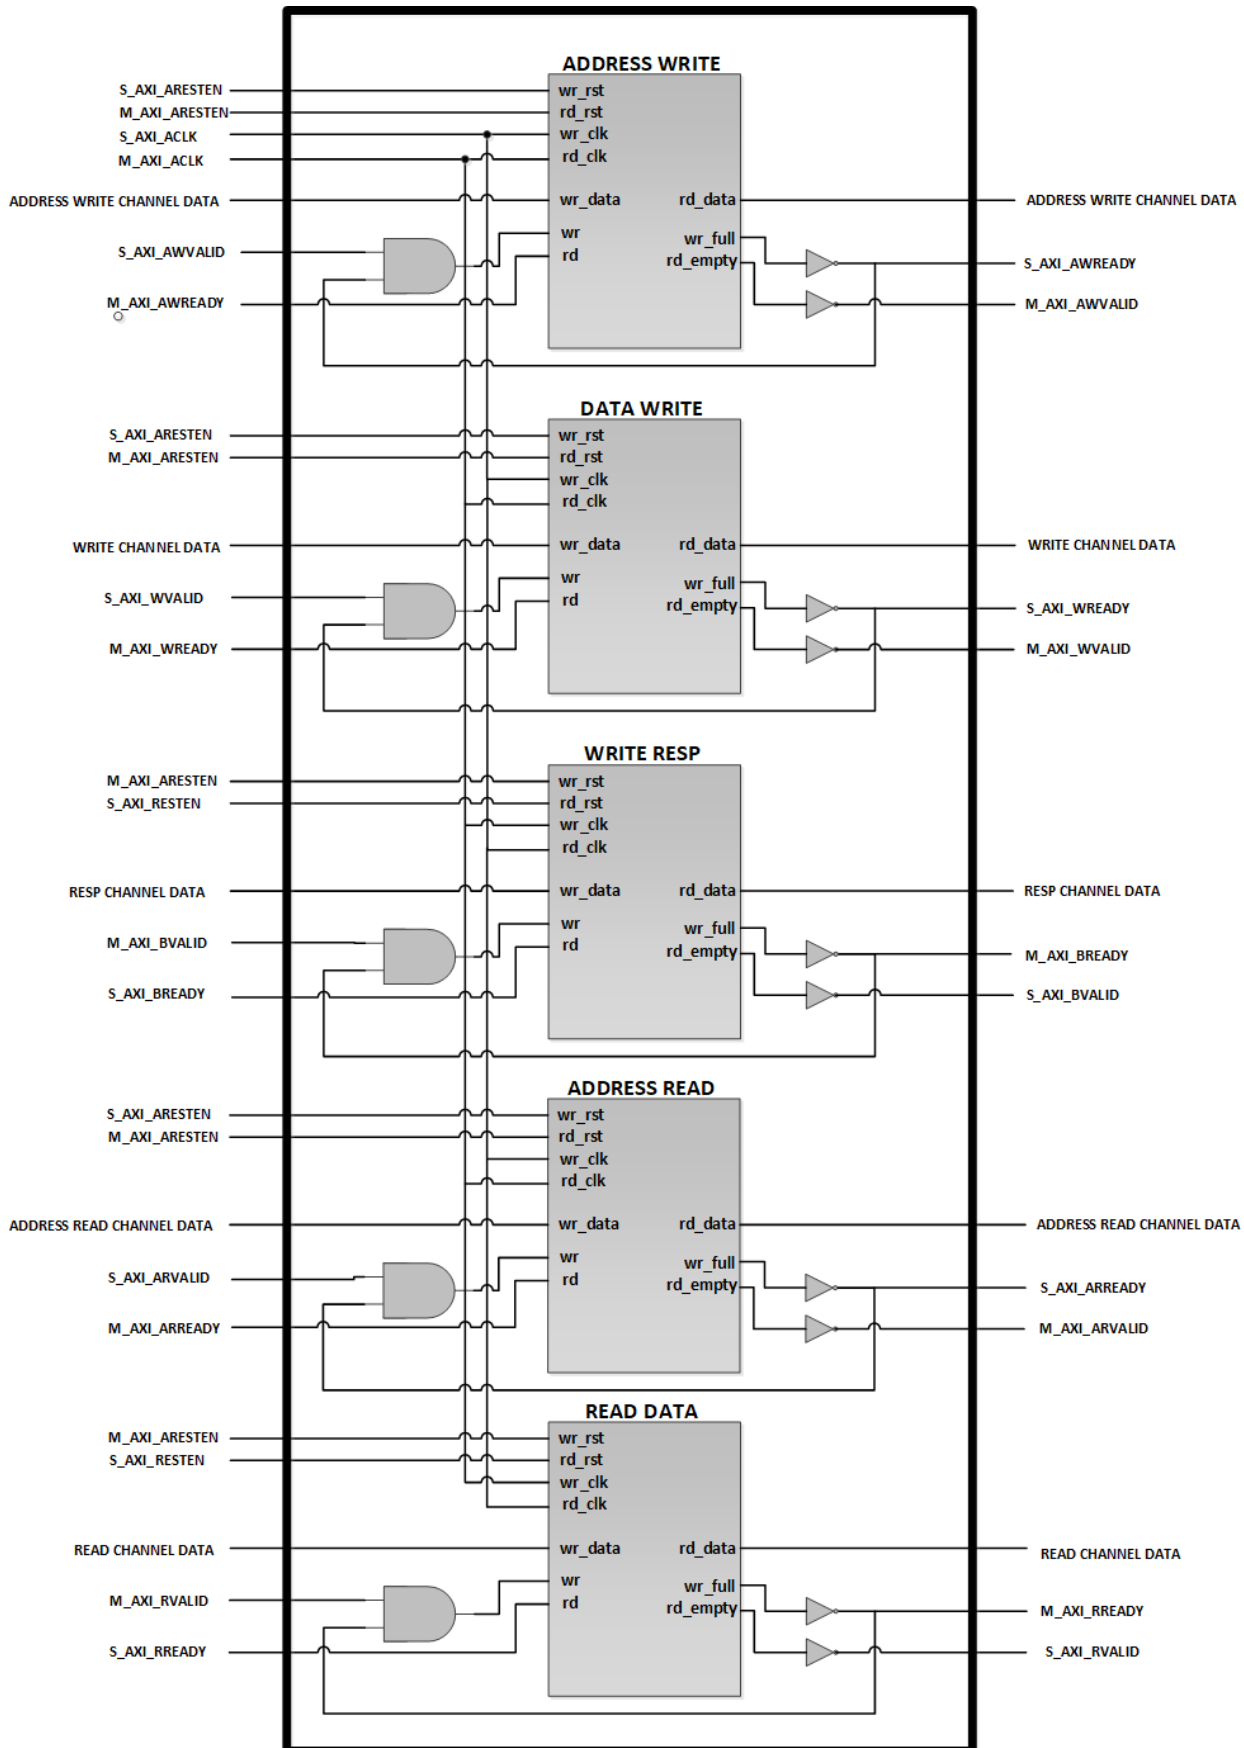 ADDRESS WRITE
S_AXI_ARESTEN
wr_rst
M_AXI_ARESTEN
rd_rst
S_AXI_ACLK
wr_clk
M_AXI_ACLK
rd_clk
ADDRESS WRITE CHANNEL DATA
wr_data
rd_data
ADDRESS WRITE CHANNEL DATA
S_AXI_AWVALID
wr
wr_full
rd
rd_empty
S_AXI_AWREADY
M_AXI_AWREADY
M_AXI_AWVALID
DATA WRITE
S_AXI_ARESTEN
wr_rst
M_AXI_ARESTEN
rd_rst
wr_clk
rd_clk
WRITE CHANNEL DATA
wr_data
rd_data
WRITE CHANNEL DATA
S_AXI_WVALID
wr
wr_full
rd
rd_empty
S_AXI_WREADY
M_AXI_WREADY
M_AXI_WVALID
WRITE RESP
M_AXI_ARESTEN
wr_rst
S_AXI_RESTEN
rd_rst
wr_clk
rd_clk
RESP CHANNEL DATA
wr_data
rd_data
RESP CHANNEL DATA
M_AXI_BVALID
wr
wr_full
rd
rd_empty
M_AXI_BREADY
S_AXI_BREADY
S_AXI_BVALID
ADDRESS READ
S_AXI_ARESTEN
wr_rst
M_AXI_ARESTEN
rd_rst
wr_clk
rd_clk
ADDRESS READ CHANNEL DATA
wr_data
rd_data
ADDRESS READ CHANNEL DATA
S_AXI_ARVALID
wr
wr_full
rd
rd_empty
S_AXI_ARREADY
M_AXI_ARREADY
M_AXI_ARVALID
READ DATA
M_AXI_ARESTEN
wr_rst
S_AXI_RESTEN
rd_rst
wr_clk
rd_clk
READ CHANNEL DATA
wr_data
rd_data
READ CHANNEL DATA
M_AXI_RVALID
wr
wr_full
rd
rd_empty
M_AXI_RREADY
S_AXI_RREADY
S_AXI_RVALID